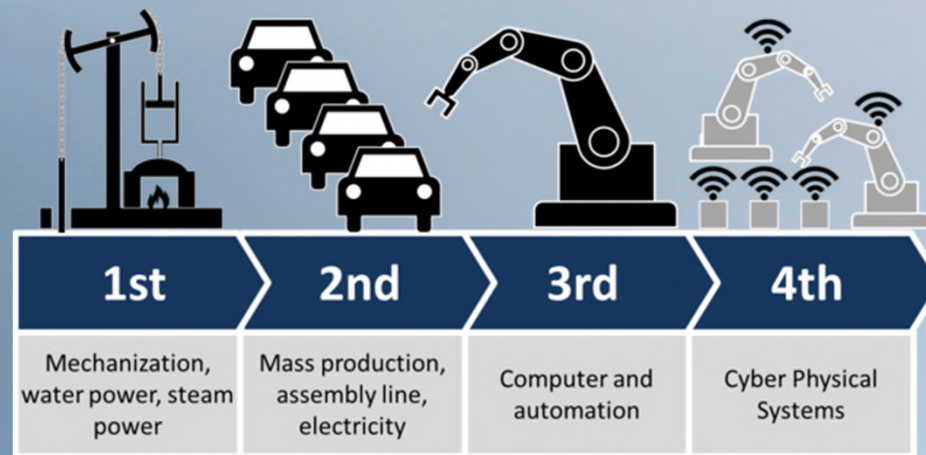 1st
2nd
3rd
4th
Mechanization,
water power, steam
power
Mass production,
assembly line,
electricity
Computer and
automation
Cyber Physical
Systems